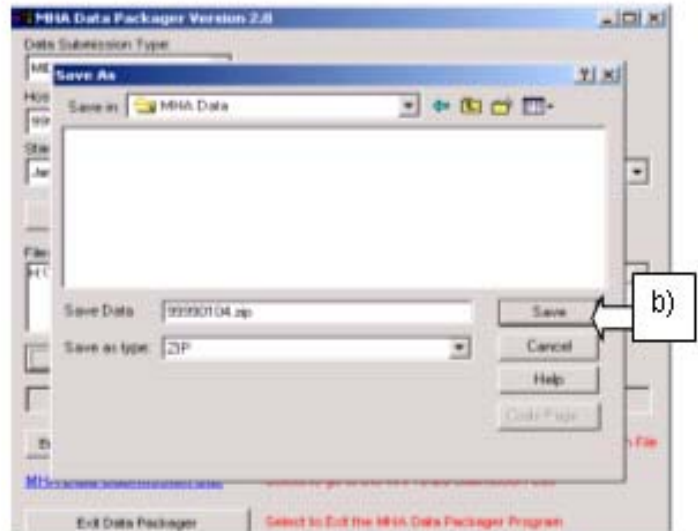 MHA Data Packager Version 2.0
Data Submission Type
Save As
Save in: MHA Data
Save Data 99990104.zip
Save
b)
Save as type: ZIP
Cancel
Help
Code Page
File
Exit Data Packager
Select to Exit the MHA Data Packager Program